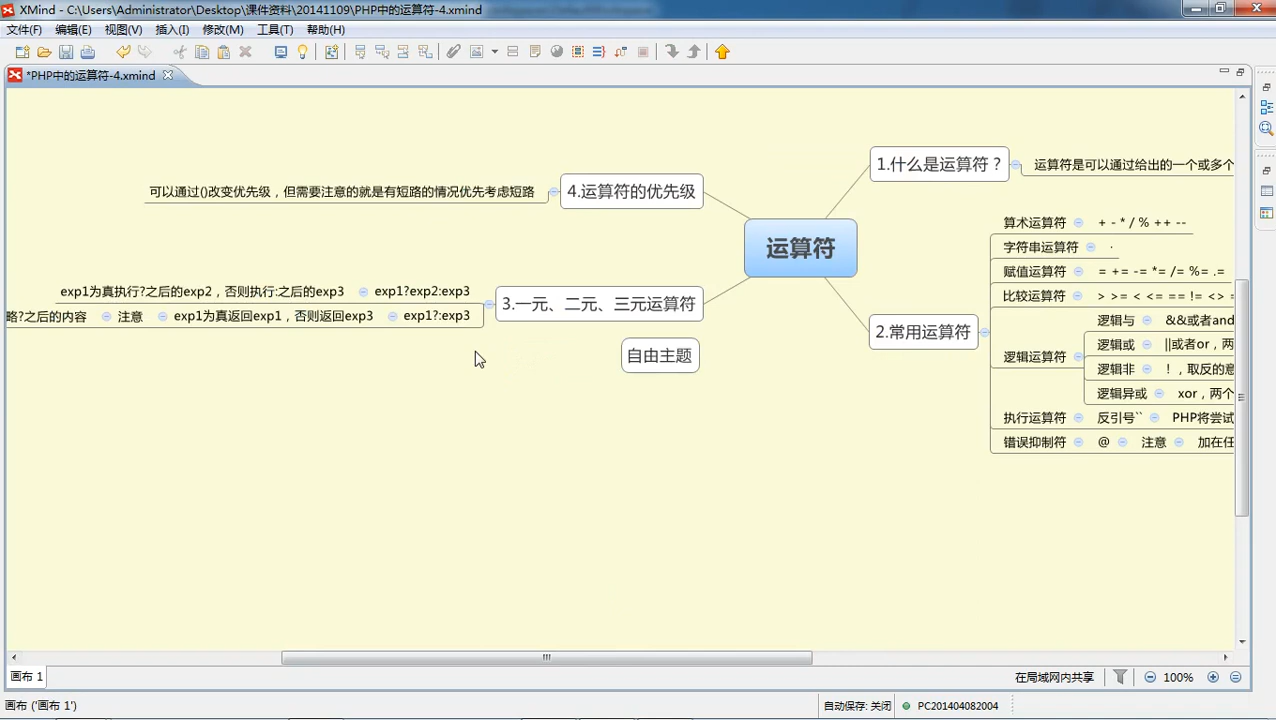 XMind - C:\Users\Administrator\Desktop\课件资料\20141109\PHP中的运算符-4.xmind
文件(F) 编辑(E) 视图(V) 插入(I) 修改(M) 工具(T) 帮助(H)
*PHP中的运算符-4.xmind
运算符
1.什么是运算符？
运算符是可以通过给出的一个或多个
2.常用运算符
算术运算符 + - * / % ++ --
字符串运算符 .
赋值运算符 = += -= *= /= %= .=
比较运算符 > >= < <= == != <> =
逻辑运算符
逻辑与 &&或者and
逻辑或 ||或者or，两
逻辑非 ！，取反的意
逻辑异或 xor，两个
执行运算符 反引号`` PHP将尝试
错误抑制符 @ 注意 加在任
3.一元、二元、三元运算符
exp1?exp2:exp3 exp1为真执行?之后的exp2，否则执行:之后的exp3
exp1?:exp3 exp1为真返回exp1，否则返回exp3 注意 略?之后的内容
4.运算符的优先级
可以通过()改变优先级，但需要注意的就是有短路的情况优先考虑短路
自由主题
画布 1
在局域网内共享 100%
画布 ('画布 1') 自动保存: 关闭 PC201404082004